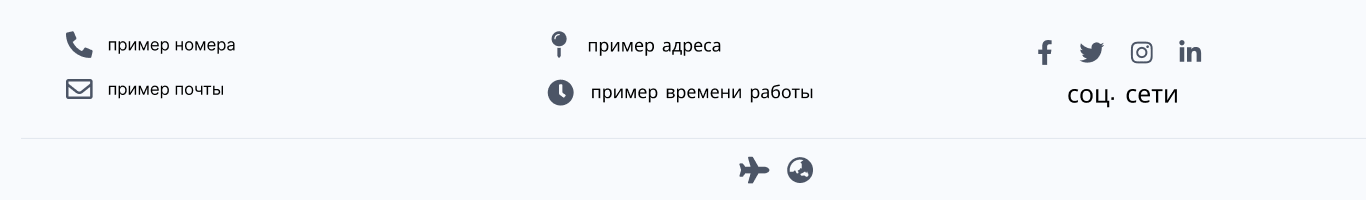 пример номера
пример почты
пример адреса
пример времени работы
соц. сети